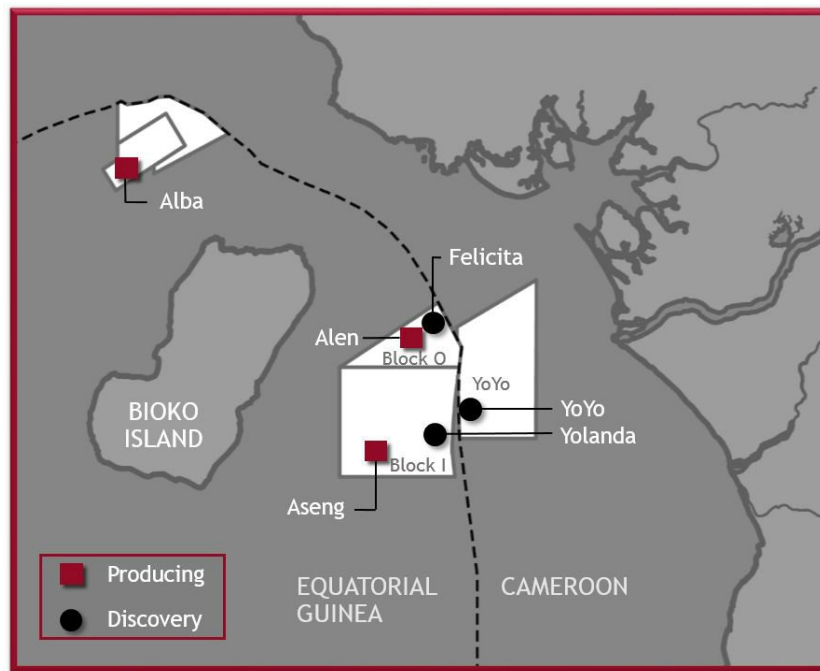 Alba
Felicita
Alen
Block O
YoYo
YoYo
BIOKO
ISLAND
Yolanda
Block I
Aseng
Producing
Discovery
EQUATORIAL
GUINEA
CAMEROON